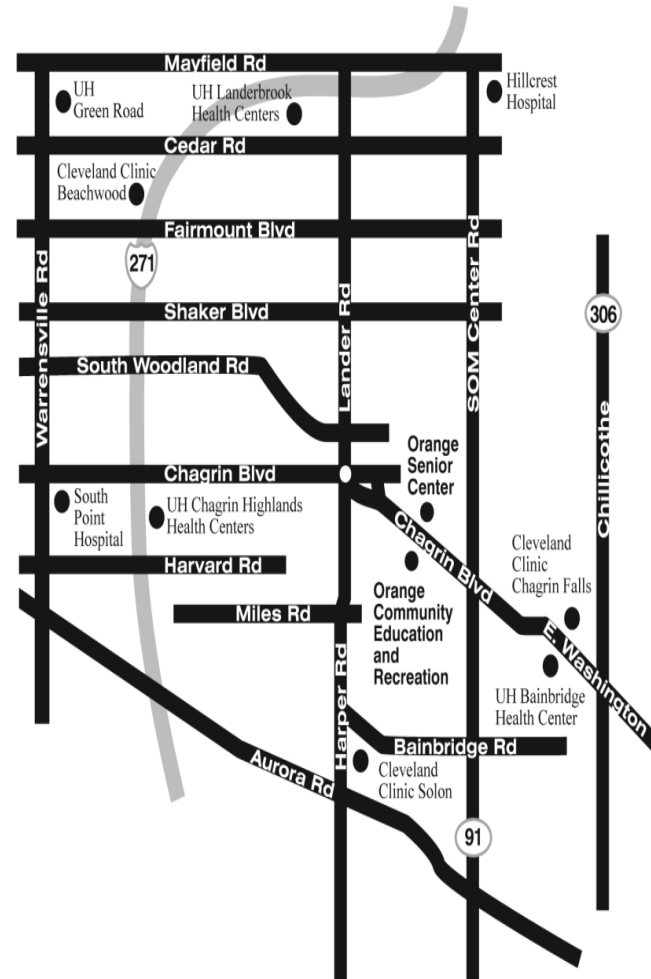 Mayfield Rd
UH
Green Road
UH Landerbrook
Health Centers
Hillcrest
Hospital
Cedar Rd
Cleveland Clinic
Beachwood
Fairmount Blvd
271
Warrensville Rd
Shaker Blvd
Lander Rd
SOM Center Rd
306
Chillicothe
South Woodland Rd
Orange
Senior
Center
Chagrin Blvd
South
Point
Hospital
UH Chagrin Highlands
Health Centers
Chagrin Blvd
Cleveland
Clinic
Chagrin Falls
Harvard Rd
Orange
Community
Education
and
Recreation
Miles Rd
E. Washington
UH Bainbridge
Health Center
Harper Rd
Bainbridge Rd
Aurora Rd
Cleveland
Clinic Solon
91